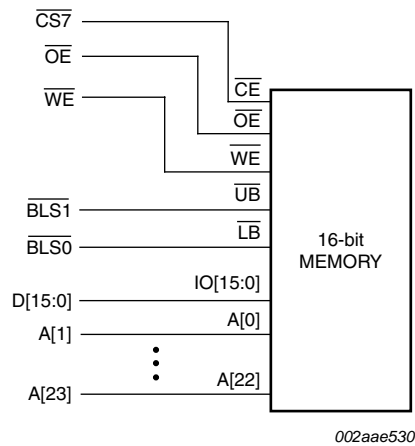 CS7
OE
CE
OE
WE
WE
UB
BLS1
LB
BLS0
16-bit
MEMORY
IO[15:0]
D[15:0]
A[0]
A[1]
A[22]
A[23]
002aae530